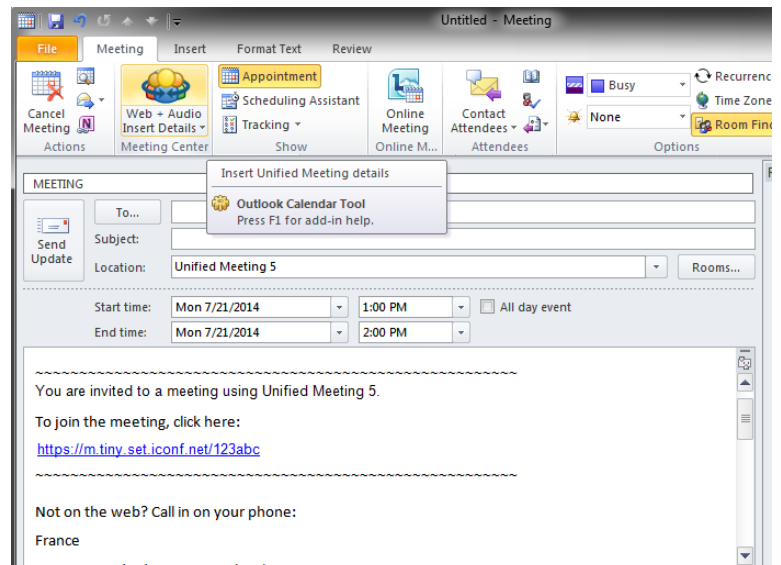 Untitled - Meeting
File Meeting Insert Format Text Review
Cancel Meeting
Actions
Web + Audio Insert Details
Meeting Center
Appointment
Scheduling Assistant
Tracking
Show
Online Meeting
Online M...
Contact Attendees
Attendees
Busy
None
Recurrenc
Time Zone
Room Find
Options
Insert Unified Meeting details
Outlook Calendar Tool
Press F1 for add-in help.
MEETING
Send Update
To...
Subject:
Location: Unified Meeting 5 Rooms...
Start time: Mon 7/21/2014 1:00 PM All day event
End time: Mon 7/21/2014 2:00 PM
~~~~~~~~~~~~~~~~~~~~~~~~~~~~~~~~~~~~~~~~~~~~~~~~~~~~~~~
You are invited to a meeting using Unified Meeting 5.
To join the meeting, click here:
https://m.tiny.set.iconf.net/123abc
~~~~~~~~~~~~~~~~~~~~~~~~~~~~~~~~~~~~~~~~~~~~~~~~~~~~~~~
Not on the web? Call in on your phone:
France